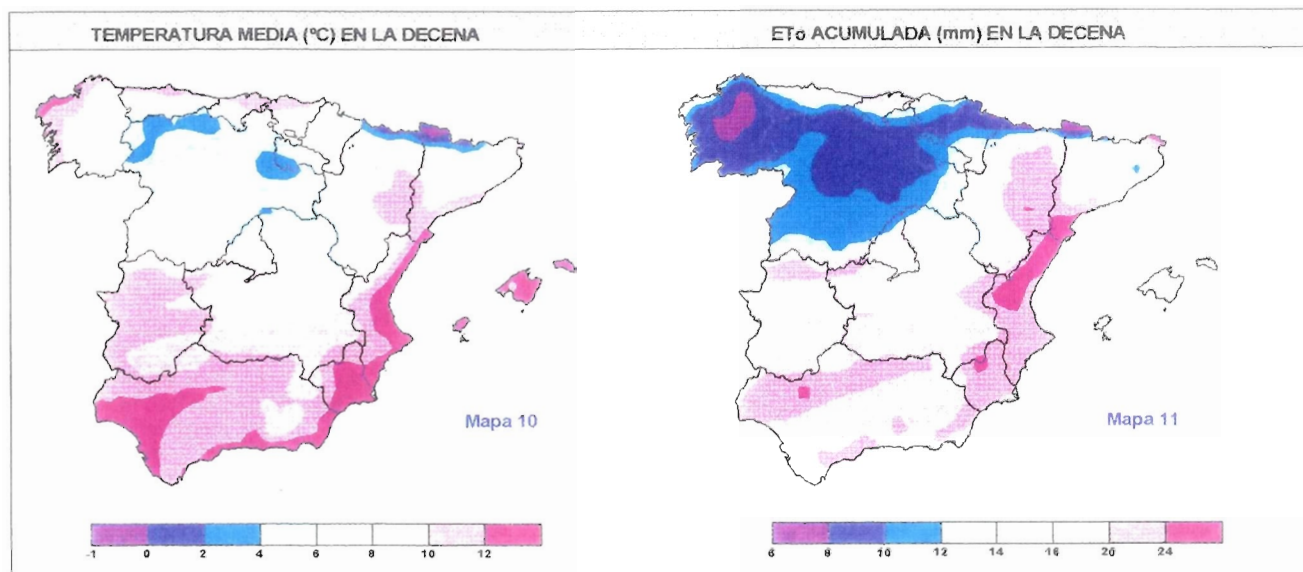 TEMPERATURA MEDIA (ºC) EN LA DECENA
ETo ACUMULADA (mm) EN LA DECENA
Mapa 10
Mapa 11
-1 0 2 4 6 8 10 12
6 8 10 12 14 16 20 24